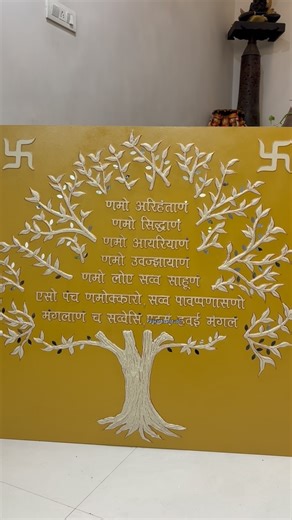 णमो अरिहंताणं
णमो सिद्धाणं
णमो आयरियाणं
णमो उवज्झायाणं
णमो लोए सव्व साहूणं
एसो पंच णमोक्कारो, सव्व पावप्पणासणो
मंगलाणं च सव्वेसिं हवई मंगलं